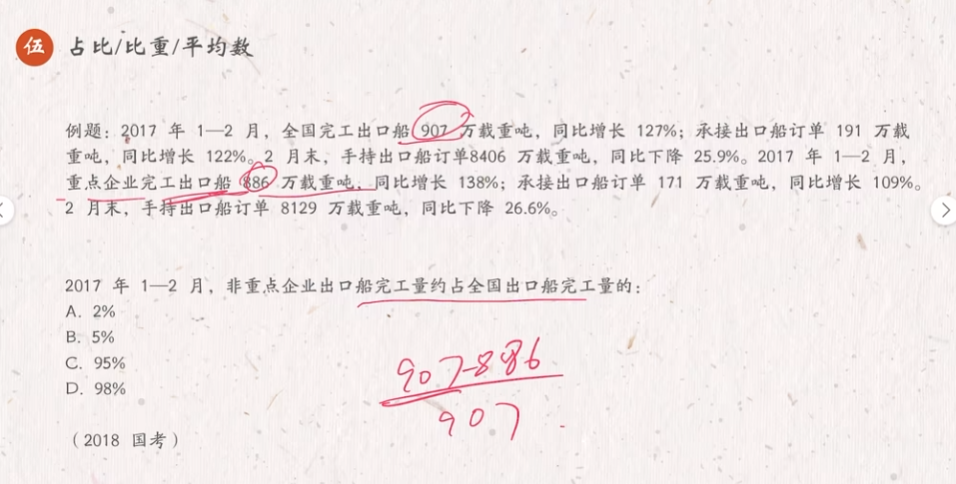 伍 占比/比重/平均数
例题：2017 年 1—2 月，全国完工出口船 907 万载重吨，同比增长 127%；承接出口船订单 191 万载
重吨，同比增长 122%。2 月末，手持出口船订单8406 万载重吨，同比下降 25.9%。2017 年 1—2 月，
重点企业完工出口船 886 万载重吨，同比增长 138%；承接出口船订单 171 万载重吨，同比增长 109%。
2 月末，手持出口船订单 8129 万载重吨，同比下降 26.6%。
2017 年 1—2 月，非重点企业出口船完工量约占全国出口船完工量的：
A. 2%
B. 5%
C. 95%
D. 98%
907-886
907
（2018 国考）